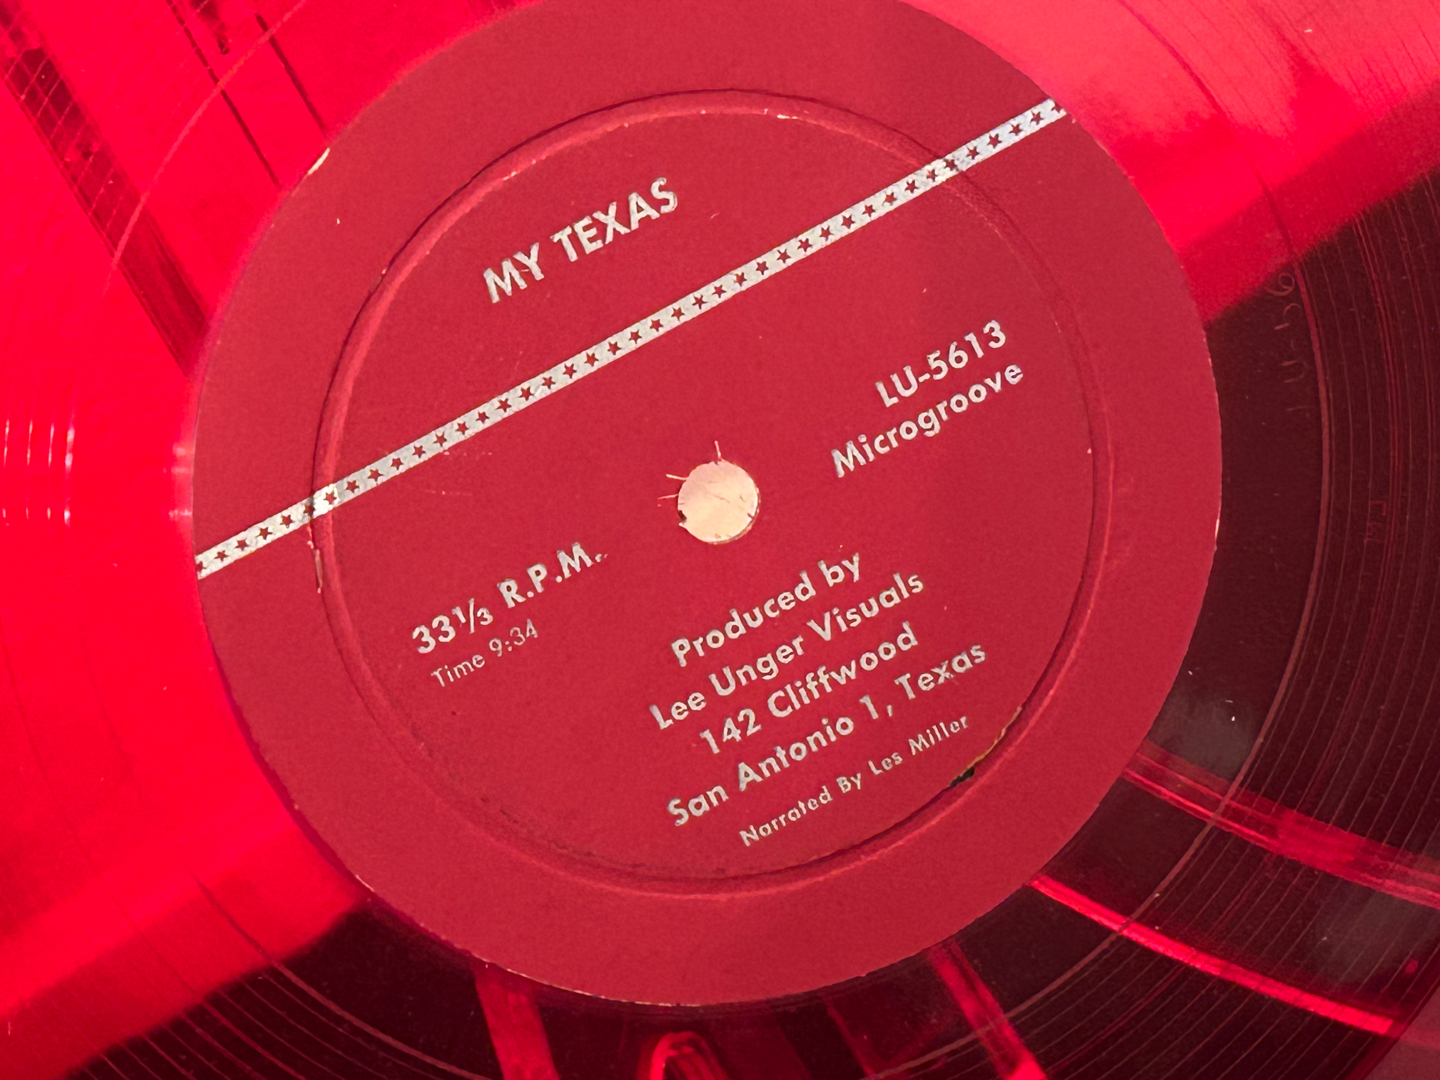 MY TEXAS
LU-5613
Microgroove
33⅓ R.P.M.
Time 9:34
Produced by
Lee Unger Visuals
142 Cliffwood
San Antonio 1, Texas
Narrated By Les Miller